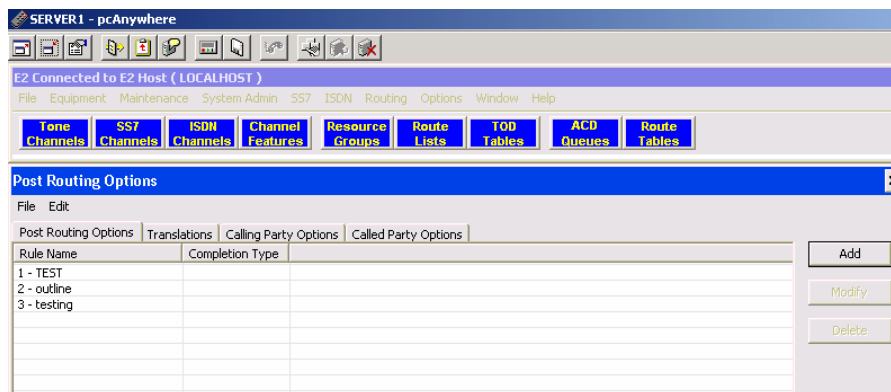 SERVER1 - pcAnywhere
E2 Connected to E2 Host ( LOCALHOST )
File Equipment Maintenance System Admin SS7 ISDN Routing Options Window Help
Tone Channels SS7 Channels ISDN Channels Channel Features Resource Groups Route Lists TOD Tables ACD Queues Route Tables
Post Routing Options
File Edit
Post Routing Options Translations Calling Party Options Called Party Options
Rule Name Completion Type
Add
1 - TEST
2 - outline
Modify
3 - testing
Delete